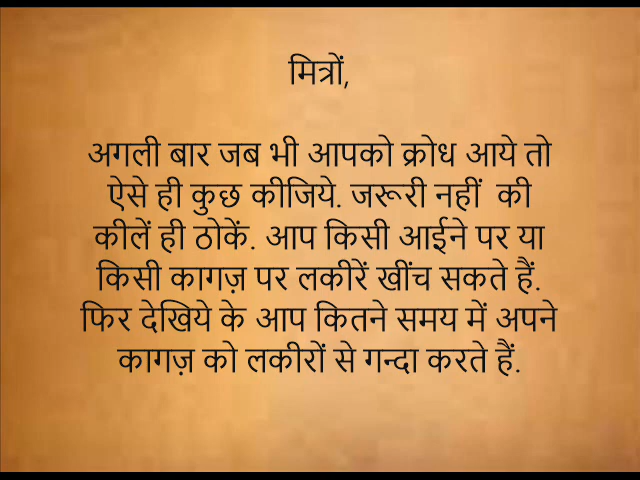 मित्रों,
अगली बार जब भी आपको क्रोध आये तो
ऐसे ही कुछ कीजिये. जरूरी नहीं की
कीलें ही ठोकें. आप किसी आईने पर या
किसी कागज़ पर लकीरें खींच सकते हैं.
फिर देखिये के आप कितने समय में अपने
कागज़ को लकीरों से गन्दा करते हैं.